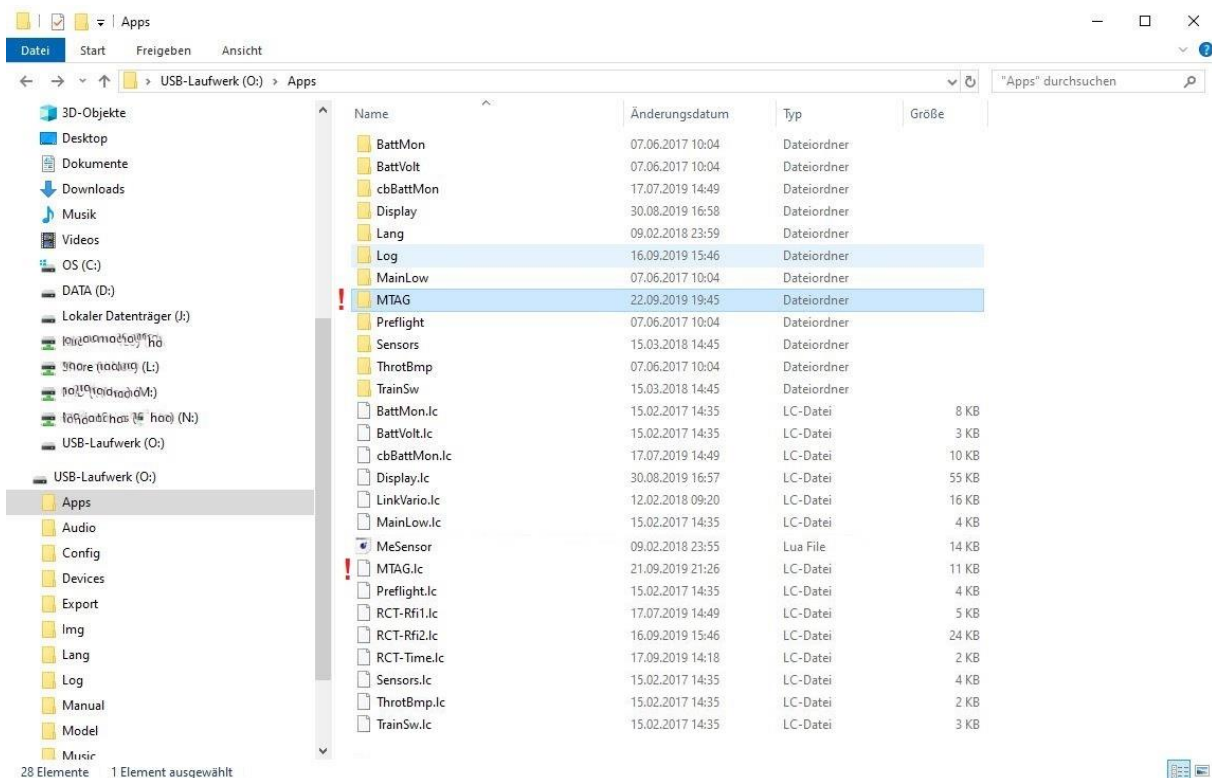 Apps
Datei Start Freigeben Ansicht
USB-Laufwerk (O:) > Apps "Apps" durchsuchen
3D-Objekte
Desktop
Dokumente
Downloads
Musik
Videos
OS (C:)
DATA (D:)
Lokaler Datenträger (J:)
(L:)
M:)
(N:)
USB-Laufwerk (O:)
USB-Laufwerk (O:)
Apps
Audio
Config
Devices
Export
Img
Lang
Log
Manual
Model
Music
Name Änderungsdatum Typ Größe
BattMon 07.06.2017 10:04 Dateiordner
BattVolt 07.06.2017 10:04 Dateiordner
cbBattMon 17.07.2019 14:49 Dateiordner
Display 30.08.2019 16:58 Dateiordner
Lang 09.02.2018 23:59 Dateiordner
Log 16.09.2019 15:46 Dateiordner
MainLow 07.06.2017 10:04 Dateiordner
! MTAG 22.09.2019 19:45 Dateiordner
Preflight 07.06.2017 10:04 Dateiordner
Sensors 15.03.2018 14:45 Dateiordner
ThrotBmp 07.06.2017 10:04 Dateiordner
TrainSw 15.03.2018 14:45 Dateiordner
BattMon.lc 15.02.2017 14:35 LC-Datei 8 KB
BattVolt.lc 15.02.2017 14:35 LC-Datei 3 KB
cbBattMon.lc 17.07.2019 14:49 LC-Datei 10 KB
Display.lc 30.08.2019 16:57 LC-Datei 55 KB
LinkVario.lc 12.02.2018 09:20 LC-Datei 16 KB
MainLow.lc 15.02.2017 14:35 LC-Datei 4 KB
MeSensor 09.02.2018 23:55 Lua File 14 KB
! MTAG.lc 21.09.2019 21:26 LC-Datei 11 KB
Preflight.lc 15.02.2017 14:35 LC-Datei 4 KB
RCT-Rfi1.lc 17.07.2019 14:49 LC-Datei 5 KB
RCT-Rfi2.lc 16.09.2019 15:46 LC-Datei 24 KB
RCT-Time.lc 17.09.2019 14:18 LC-Datei 2 KB
Sensors.lc 15.02.2017 14:35 LC-Datei 4 KB
ThrotBmp.lc 15.02.2017 14:35 LC-Datei 2 KB
TrainSw.lc 15.02.2017 14:35 LC-Datei 3 KB
28 Elemente 1 Element ausgewählt